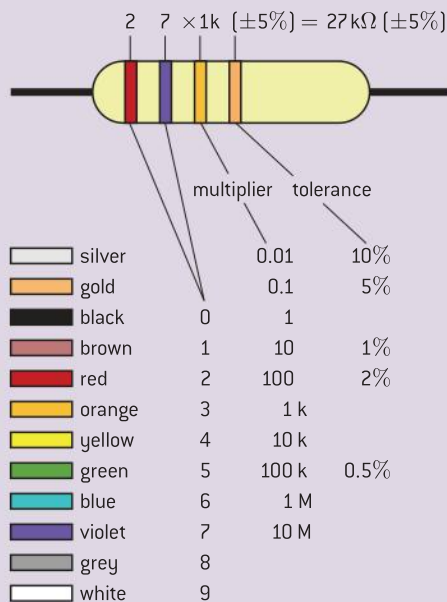 2 7 ×1k (±5%) = 27 kΩ (±5%)
multiplier tolerance
silver 0.01 10%
gold 0.1 5%
black 0 1
brown 1 10 1%
red 2 100 2%
orange 3 1 k
yellow 4 10 k
green 5 100 k 0.5%
blue 6 1 M
violet 7 10 M
grey 8
white 9